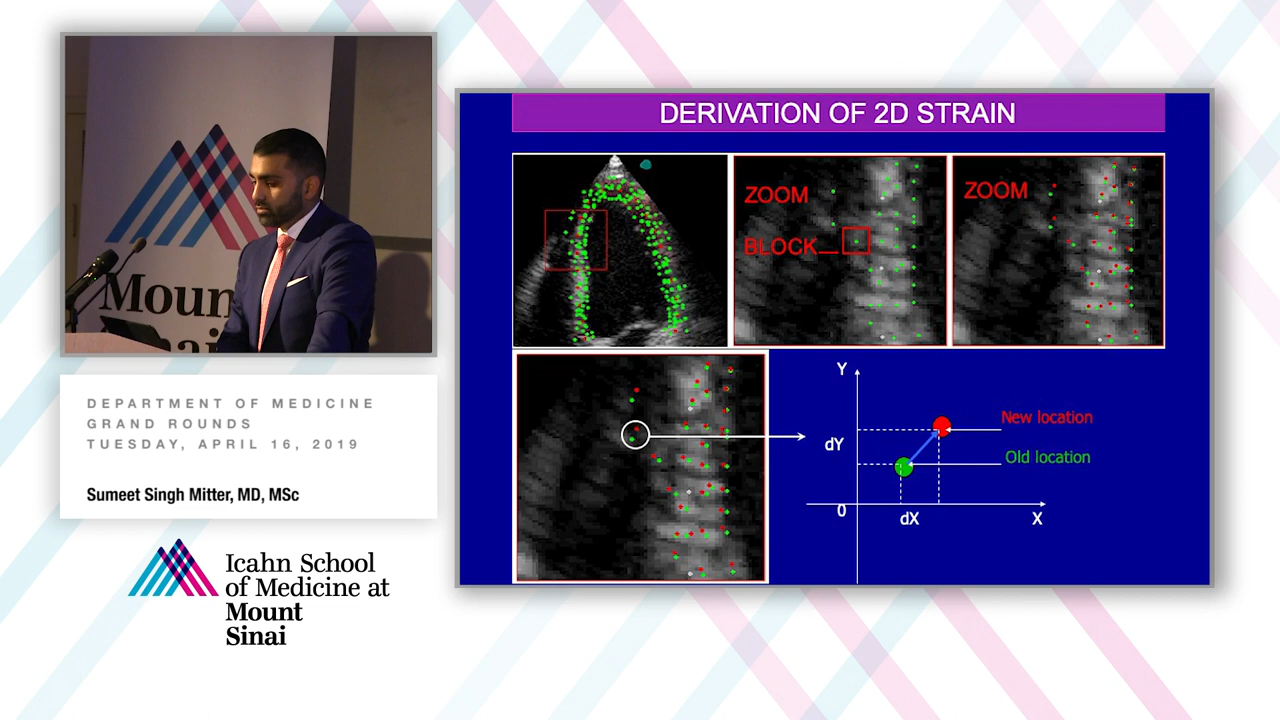 Moun
DEPARTMENT OF MEDICINE
GRAND ROUNDS
TUESDAY, APRIL 16, 2019
Sumeet Singh Mitter, MD, MSc
Icahn School
of Medicine at
Mount
Sinai
DERIVATION OF 2D STRAIN
ZOOM
BLOCK
ZOOM
Y
New location
dY
Old location
0
dX
X